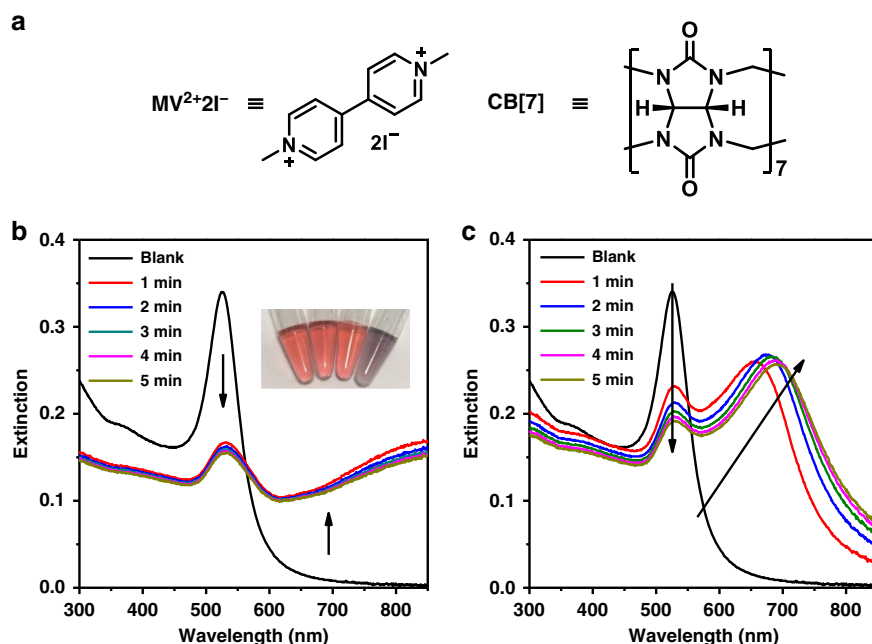 a
MV²⁺2I⁻ ≡
N⁺
N⁺
2I⁻
CB[7] ≡
O
N N
H H
N N
O
7
b
Extinction
0.4
0.3
0.2
0.1
0.0
Blank
1 min
2 min
3 min
4 min
5 min
300 400 500 600 700 800
Wavelength (nm)
c
Extinction
0.4
0.3
0.2
0.1
0.0
Blank
1 min
2 min
3 min
4 min
5 min
300 400 500 600 700 800
Wavelength (nm)